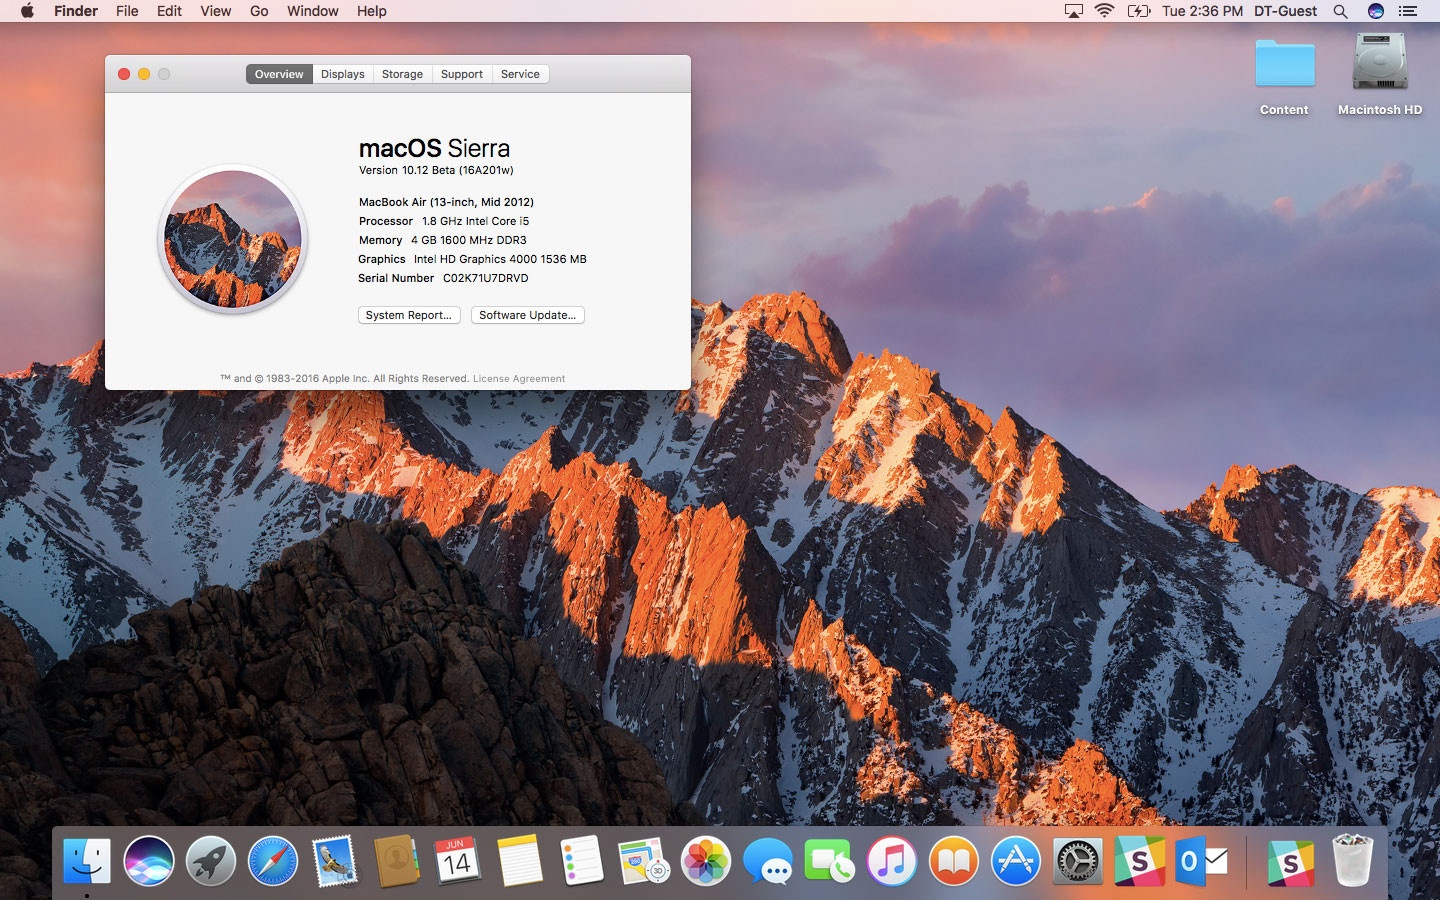 Finder File Edit View Go Window Help Tue 2:36 PM DT-Guest
Overview Displays Storage Support Service
macOS Sierra
Version 10.12 Beta (16A201w)
MacBook Air (13-inch, Mid 2012)
Processor 1.8 GHz Intel Core i5
Memory 4 GB 1600 MHz DDR3
Graphics Intel HD Graphics 4000 1536 MB
Serial Number C02K71U7DRVD
System Report... Software Update...
™ and © 1983-2016 Apple Inc. All Rights Reserved. License Agreement
Content Macintosh HD
JUN
14
3D
S
O
S